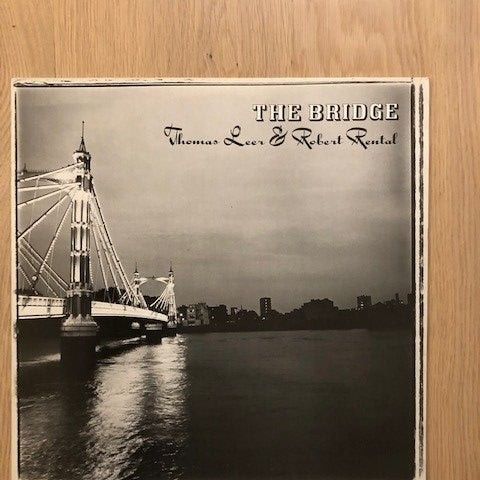 THE BRIDGE
Thomas Leer & Robert Rental